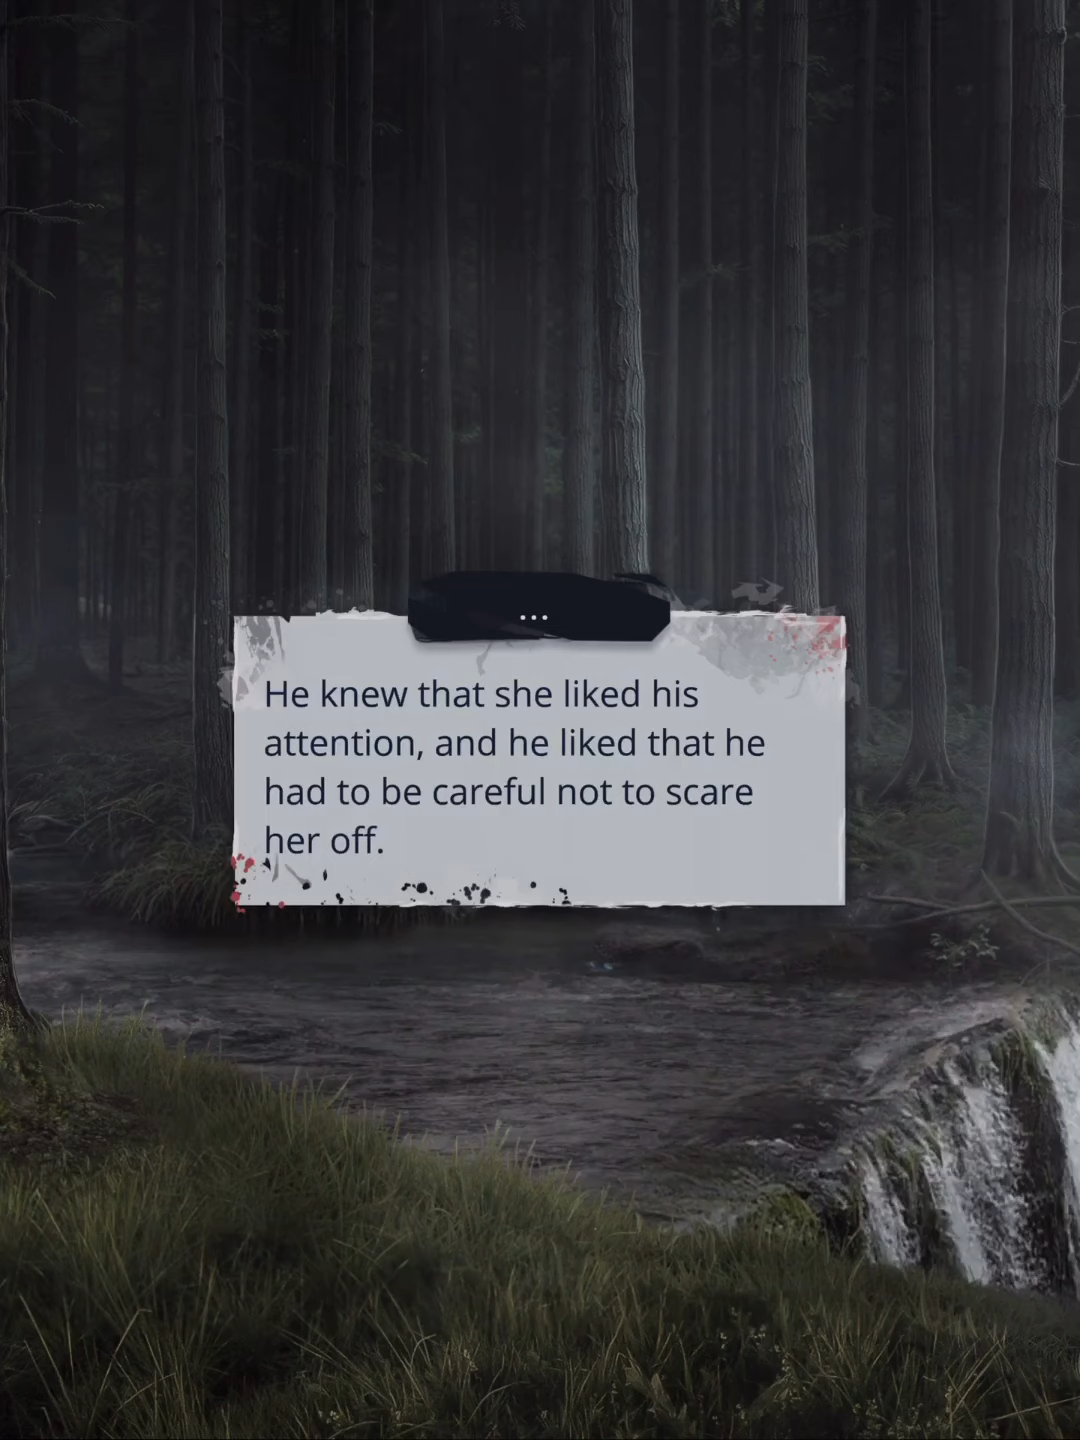 ...
He knew that she liked his
attention, and he liked that he
had to be careful not to scare
her off.